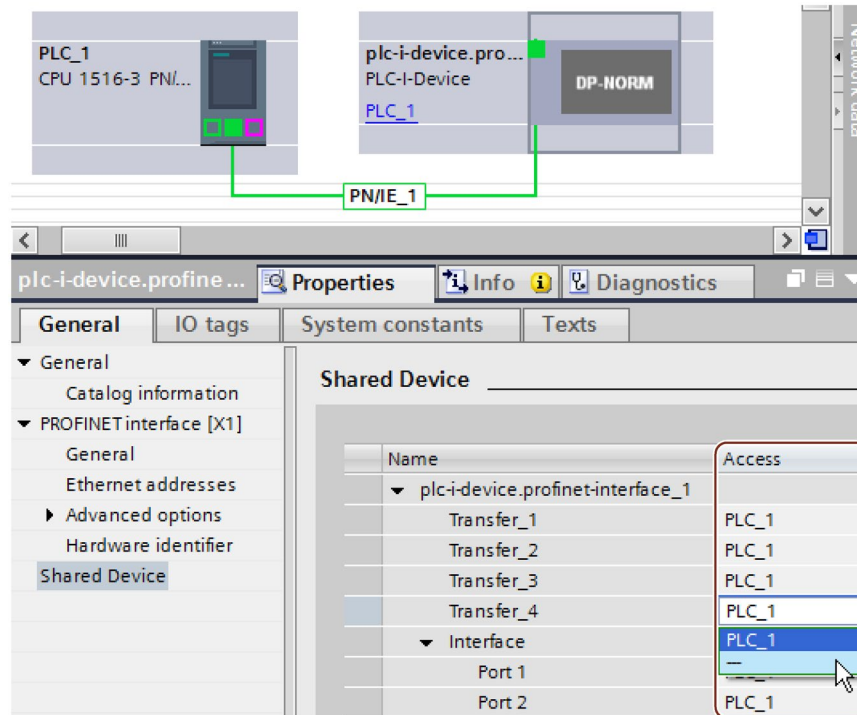 PLC_1
CPU 1516-3 PN/...
plc-i-device.pro...
PLC-I-Device
PLC_1
DP-NORM
PN/IE_1
Network data
plc-i-device.profine ...
Properties
Info
Diagnostics
General
IO tags
System constants
Texts
General
Catalog information
PROFINET interface [X1]
General
Ethernet addresses
Advanced options
Hardware identifier
Shared Device
Shared Device
Name Access
plc-i-device.profinet-interface_1
Transfer_1 PLC_1
Transfer_2 PLC_1
Transfer_3 PLC_1
Transfer_4 PLC_1
Interface PLC_1
Port 1 —
Port 2 PLC_1